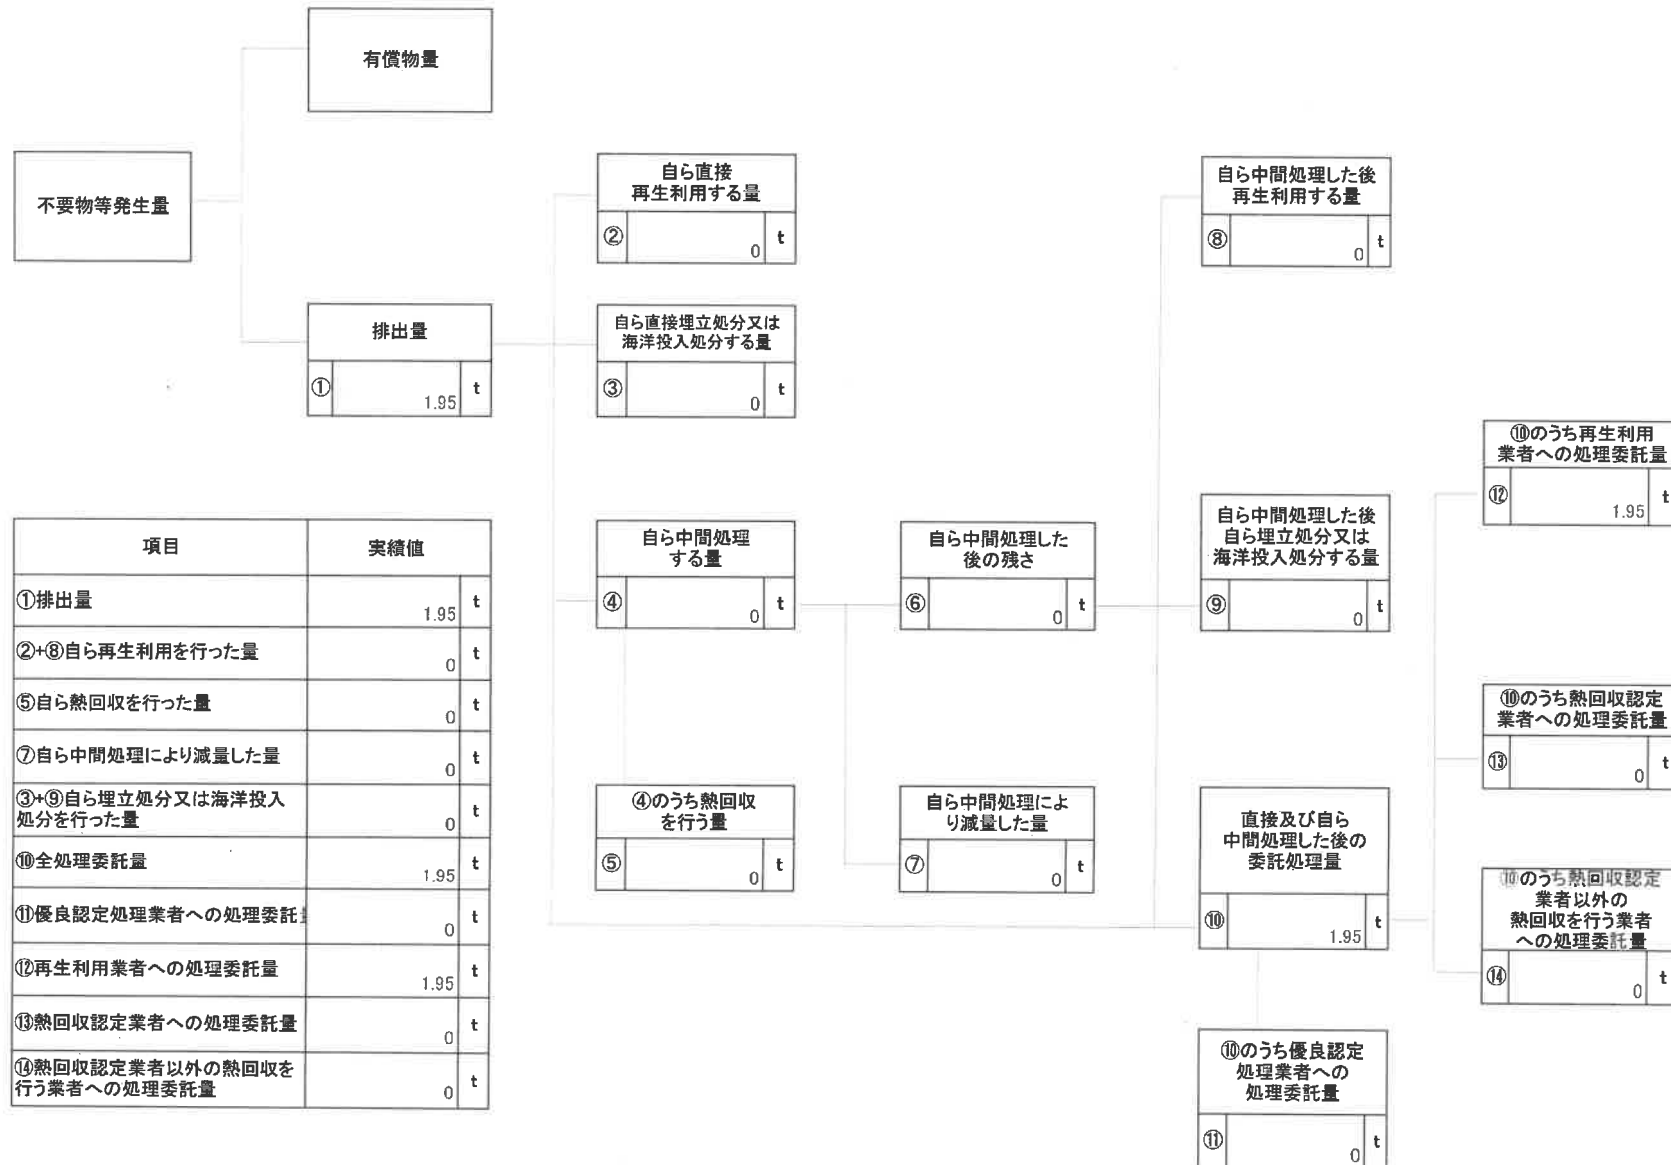 有償物量
不要物等発生量
排出量
① 1.95 t
自ら直接
再生利用する量
② 0 t
自ら直接埋立処分又は
海洋投入処分する量
③ 0 t
自ら中間処理
する量
④ 0 t
④のうち熱回収
を行う量
⑤ 0 t
自ら中間処理した
後の残さ
⑥ 0 t
自ら中間処理によ
り減量した量
⑦ 0 t
自ら中間処理した後
再生利用する量
⑧ 0 t
自ら中間処理した後
自ら埋立処分又は
海洋投入処分する量
⑨ 0 t
直接及び自ら
中間処理した後の
委託処理量
⑩ 1.95 t
⑩のうち優良認定
処理業者への
処理委託量
⑪ 0 t
⑩のうち再生利用
業者への処理委託量
⑫ 1.95 t
⑩のうち熱回収認定
業者への処理委託量
⑬ 0 t
⑩のうち熱回収認定
業者以外の
熱回収を行う業者
への処理委託量
⑭ 0 t
項目 実績値
①排出量 1.95 t
②+⑧自ら再生利用を行った量 0 t
⑤自ら熱回収を行った量 0 t
⑦自ら中間処理により減量した量 0 t
③+⑨自ら埋立処分又は海洋投入
処分を行った量 0 t
⑩全処理委託量 1.95 t
⑪優良認定処理業者への処理委託 0 t
⑫再生利用業者への処理委託量 1.95 t
⑬熱回収認定業者への処理委託量 0 t
⑭熱回収認定業者以外の熱回収を
行う業者への処理委託量 0 t